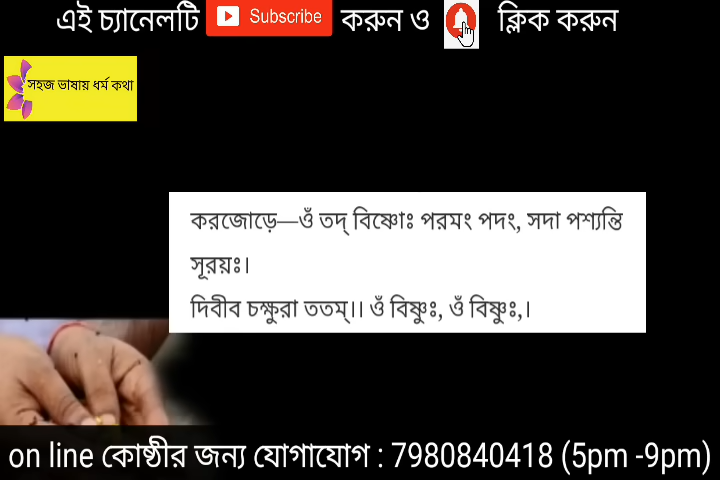 এই চ্যানেলটি Subscribe করুন ও ক্লিক করুন
সহজ ভাষায় ধর্ম কথা
করজোড়ে—ওঁ তদ্ বিষ্ণোঃ পরমং পদং, সদা পশ্যন্তি
সূরয়ঃ।
দিবীব চক্ষুরা ততম্।। ওঁ বিষ্ণুঃ, ওঁ বিষ্ণুঃ,।
on line কোষ্ঠীর জন্য যোগাযোগ : 7980840418 (5pm -9pm)